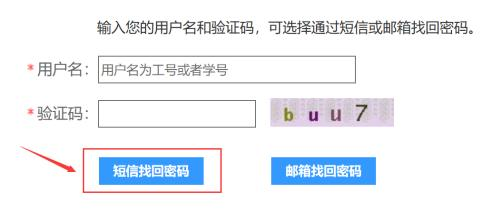 输入您的用户名和验证码，可选择通过短信或邮箱找回密码。
*用户名：用户名为工号或者学号
*验证码：buu7
短信找回密码 邮箱找回密码